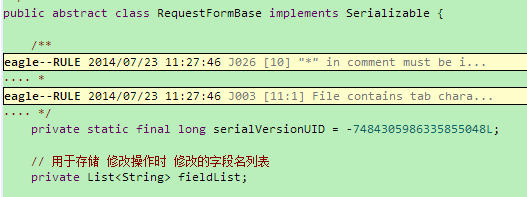 public abstract class RequestFormBase implements Serializable {
/**
eagle--RULE 2014/07/23 11:27:46 J026 [10] "*" in comment must be i...
.... *
eagle--RULE 2014/07/23 11:27:46 J003 [11:1] File contains tab chara...
.... */
private static final long serialVersionUID = -7484305986335855048L;
// 用于存储 修改操作时 修改的字段名列表
private List<String> fieldList;